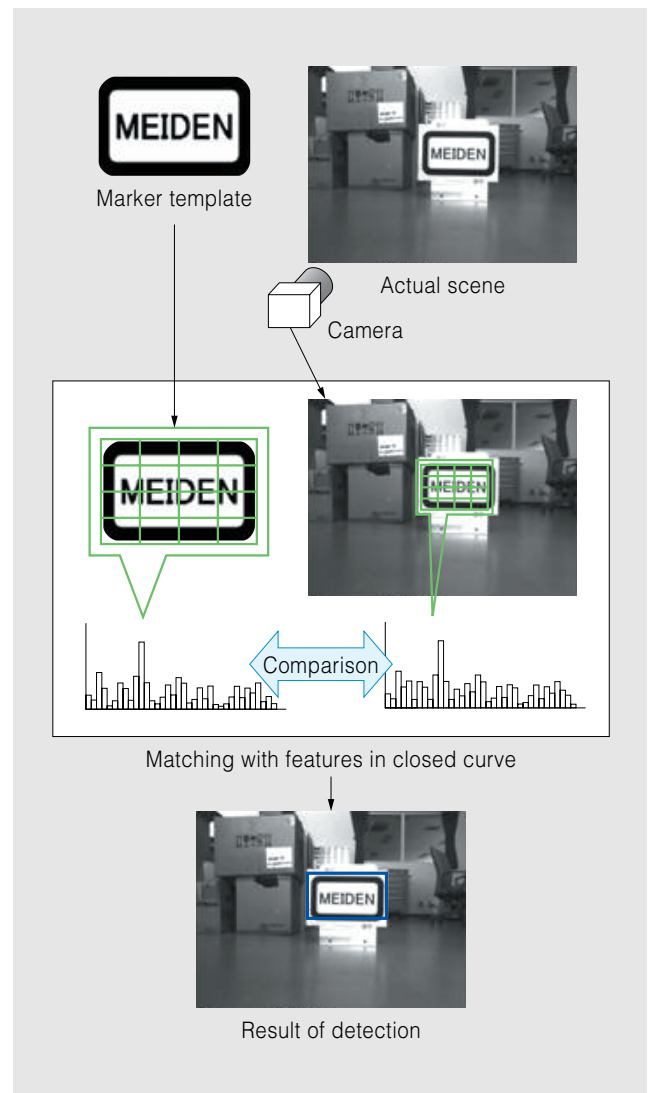 MEIDEN
MEIDEN
Marker template
Actual scene
Camera
MEIDEN
MEIDEN
Comparison
Matching with features in closed curve
MEIDEN
Result of detection